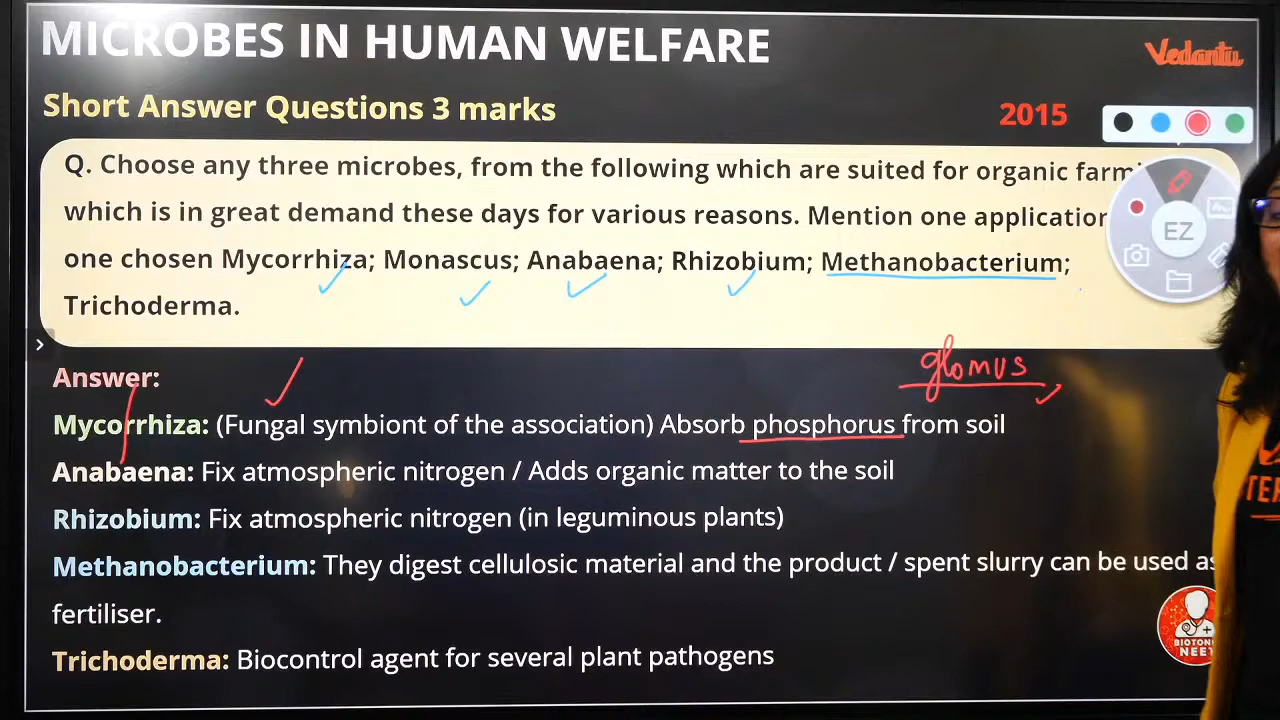 MICROBES IN HUMAN WELFARE
Vedantu
Short Answer Questions 3 marks
2015
Q. Choose any three microbes, from the following which are suited for organic farmi
which is in great demand these days for various reasons. Mention one application
EZ
one chosen Mycorrhiza; Monascus; Anabaena; Rhizobium; Methanobacterium;
Trichoderma.
glomus
Answer:
Mycorrhiza: (Fungal symbiont of the association) Absorb phosphorus from soil
Anabaena: Fix atmospheric nitrogen / Adds organic matter to the soil
Rhizobium: Fix atmospheric nitrogen (in leguminous plants)
Methanobacterium: They digest cellulosic material and the product / spent slurry can be used as
fertiliser.
BIOTONI
NEET
Trichoderma: Biocontrol agent for several plant pathogens